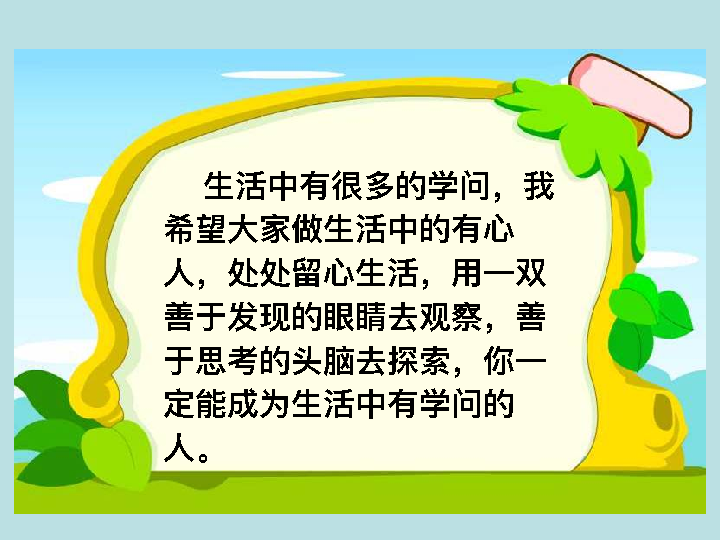 生活中有很多的学问，我
希望大家做生活中的有心
人，处处留心生活，用一双
善于发现的眼睛去观察，善
于思考的头脑去探索，你一
定能成为生活中有学问的
人。